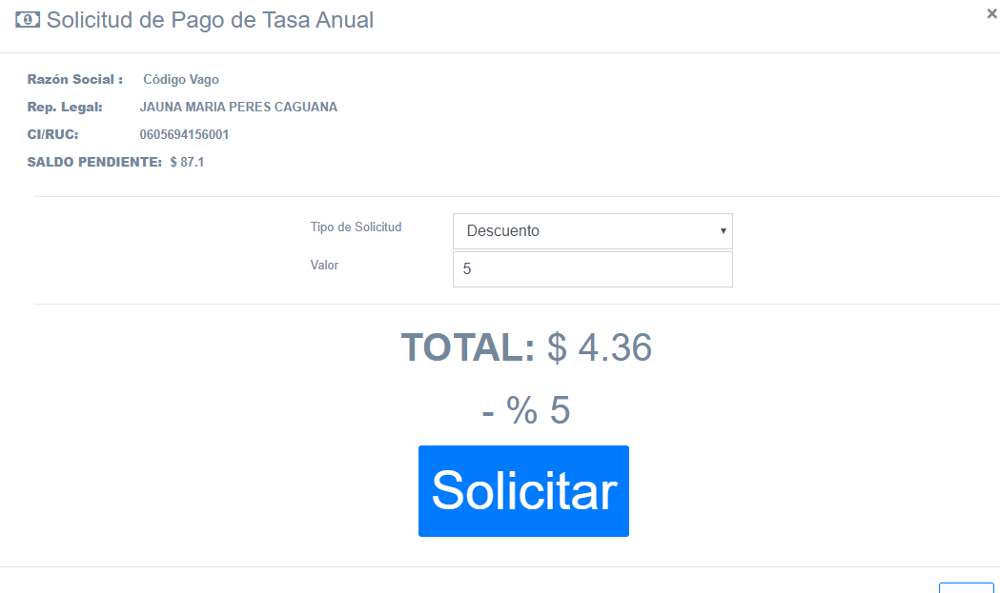 Solicitud de Pago de Tasa Anual ×
Razón Social : Código Vago
Rep. Legal: JAUNA MARIA PERES CAGUANA
CI/RUC: 0605694156001
SALDO PENDIENTE: $ 87.1
Tipo de Solicitud Descuento
Valor 5
TOTAL: $ 4.36
- % 5
Solicitar